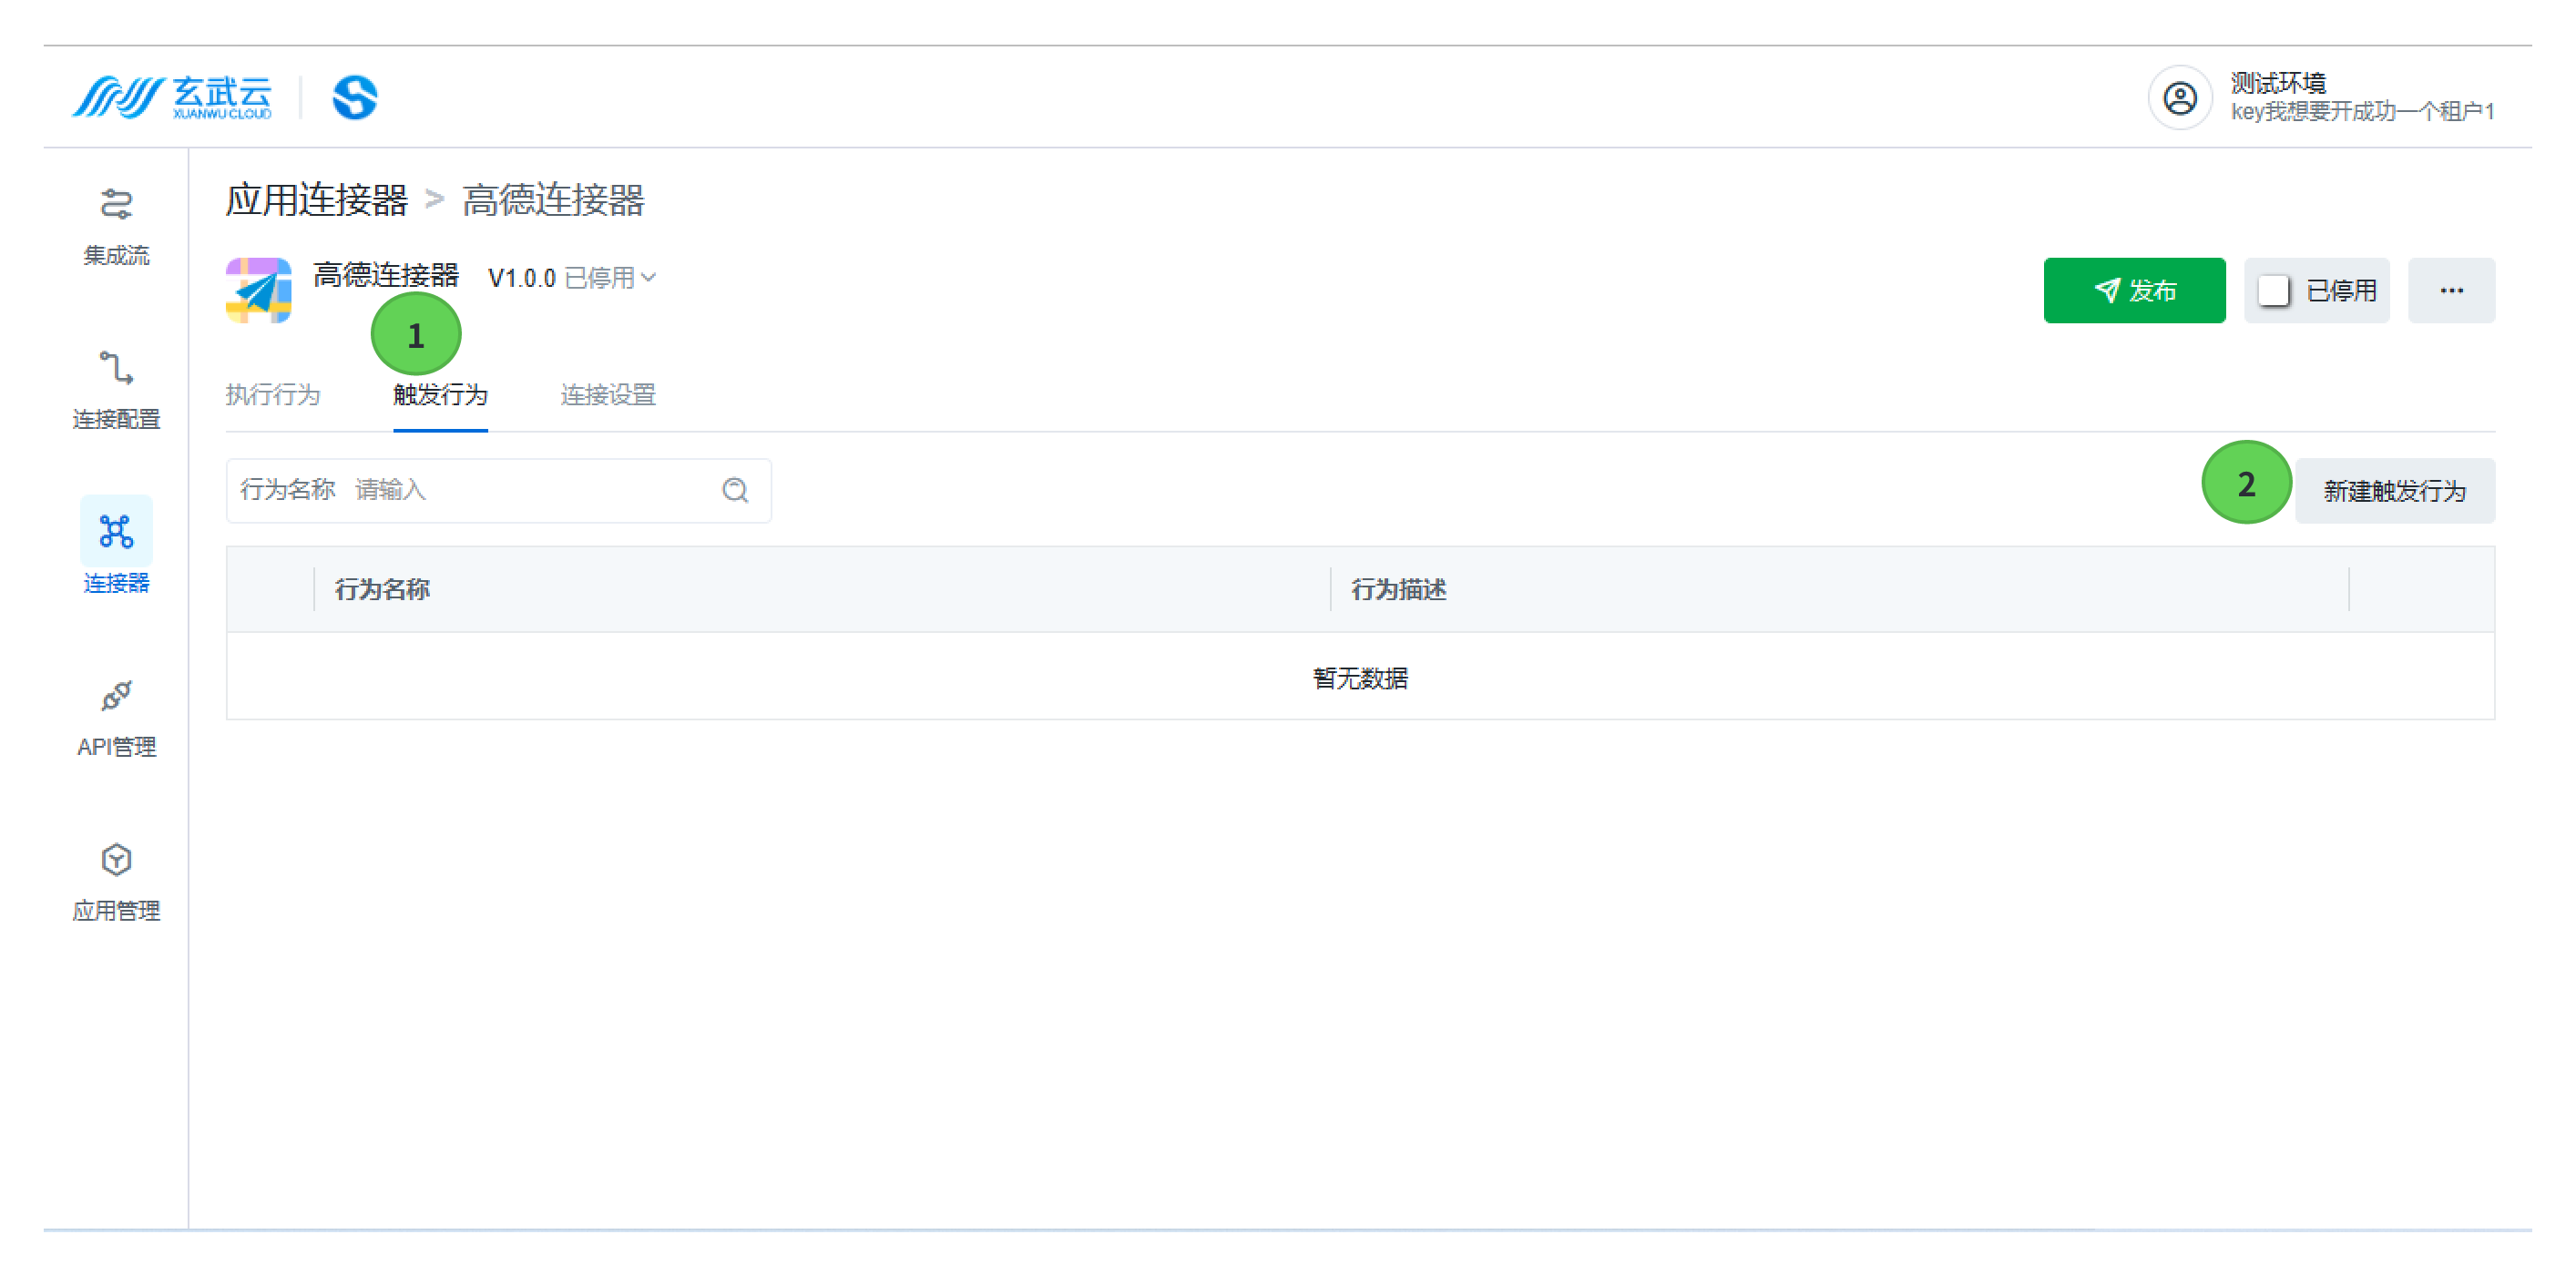 玄武云
XUANWU CLOUD
测试环境
key我想要开成功一个租户1
集成流
连接配置
连接器
API管理
应用管理
应用连接器 > 高德连接器
高德连接器 V1.0.0 已停用
发布
已停用
...
1
执行行为 触发行为 连接设置
行为名称 请输入
2
新建触发行为
行为名称 行为描述
暂无数据